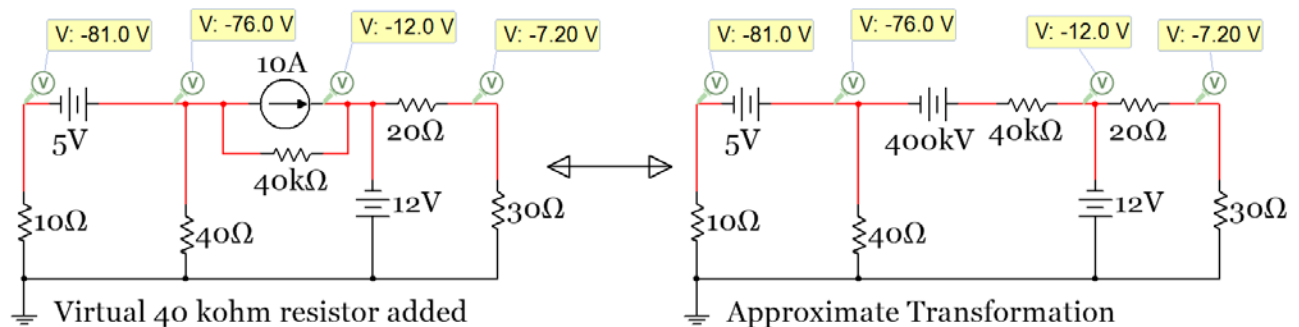 V: -81.0 V
V: -76.0 V
V: -12.0 V
V: -7.20 V
V
V
V
V
10A
5V
20Ω
40kΩ
12V
10Ω
40Ω
30Ω
Virtual 40 kohm resistor added
V: -81.0 V
V: -76.0 V
V: -12.0 V
V: -7.20 V
V
V
V
V
5V
400kV
40kΩ
20Ω
12V
10Ω
40Ω
30Ω
Approximate Transformation